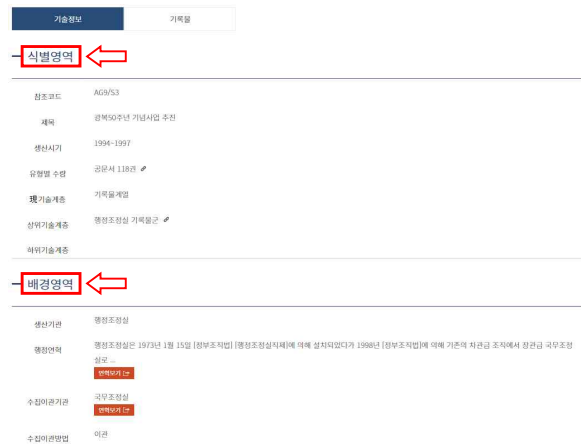 기술정보
기록물
식별영역
참조코드 AG9/S3
제목 광복50주년 기념사업 추진
생산시기 1994~1997
유형별 수량 공문서 118권
現기술계층 기록물계열
상위기술계층 행정조정실 기록물군
하위기술계층
배경영역
생산기관 행정조정실
행정연혁 행정조정실은 1973년 1월 15일 [정부조직법] [행정조정실직제]에 의해 설치되었다가 1998년 [정부조직법]에 의해 기존의 차관급 조직에서 장관급 국무조정
실로 ...
연혁보기
수집이관기관 국무조정실
연혁보기
수집이관방법 이관